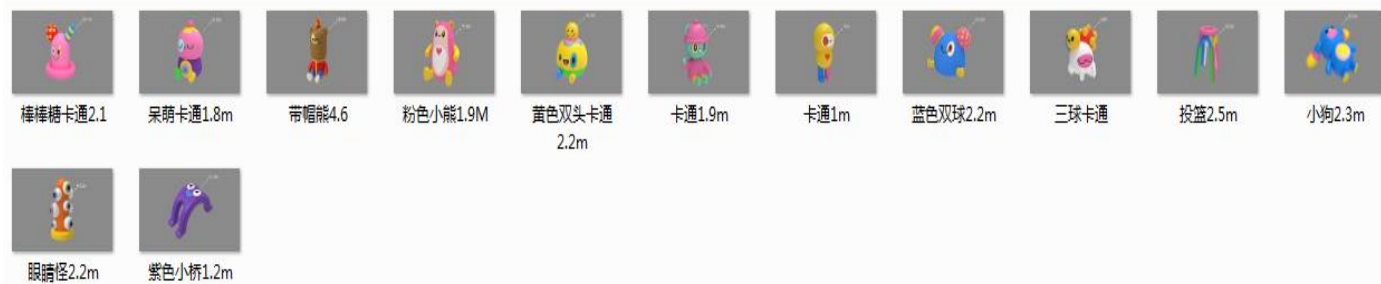 棒棒糖卡通2.1
呆萌卡通1.8m
带帽熊4.6
粉色小熊1.9M
黄色双头卡通
2.2m
卡通1.9m
卡通1m
蓝色双球2.2m
三球卡通
投篮2.5m
小狗2.3m
眼睛怪2.2m
紫色小桥1.2m